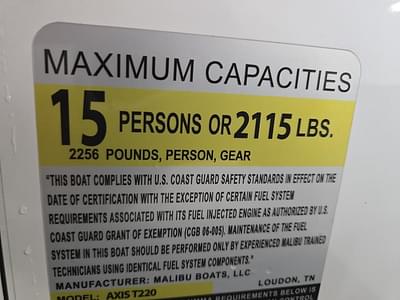 MAXIMUM CAPACITIES
15 PERSONS OR 2115 LBS.
2256 POUNDS, PERSON, GEAR
"THIS BOAT COMPLIES WITH U.S. COAST GUARD SAFETY STANDARDS IN EFFECT ON THE
DATE OF CERTIFICATION WITH THE EXCEPTION OF CERTAIN FUEL SYSTEM
REQUIREMENTS ASSOCIATED WITH ITS FUEL INJECTED ENGINE AS AUTHORIZED BY U.S.
COAST GUARD GRANT OF EXEMPTION (CGB 06-005). MAINTENANCE OF THE FUEL
SYSTEM IN THIS BOAT SHOULD BE PERFORMED ONLY BY EXPERIENCED MALIBU TRAINED
TECHNICIANS USING IDENTICAL FUEL SYSTEM COMPONENTS."
MANUFACTURER: MALIBU BOATS, LLC LOUDON, TN
MODEL: AXIS T220
REQUIREMENTS BELOW IS